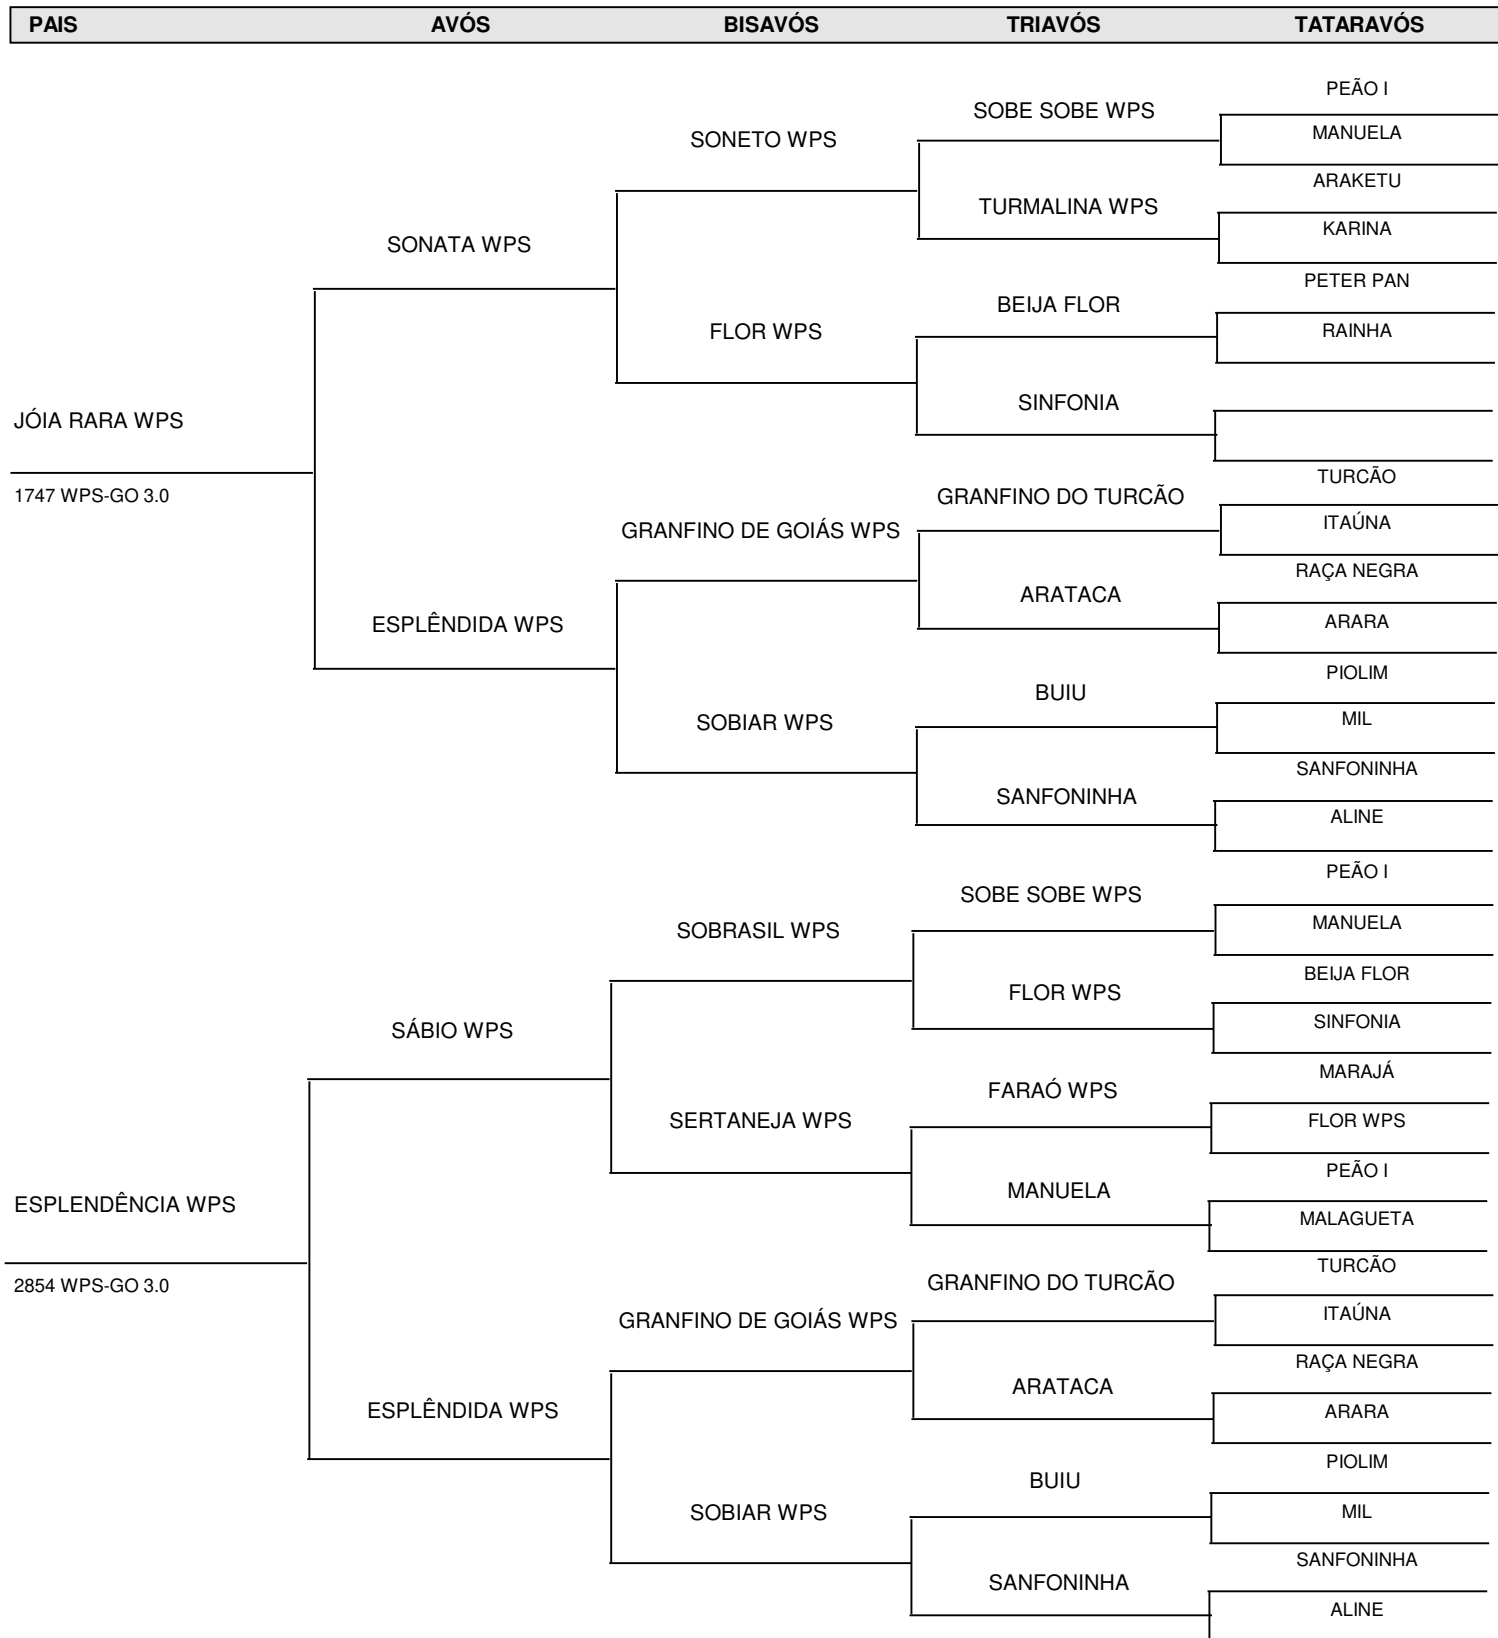 PAIS AVÓS BISAVÓS TRIAVÓS TATARAVÓS
PEÃO I
SOBE SOBE WPS
MANUELA
SONETO WPS
ARAKETU
TURMALINA WPS
KARINA
SONATA WPS
PETER PAN
BEIJA FLOR
RAINHA
FLOR WPS
SINFONIA
JÓIA RARA WPS
TURCÃO
1747 WPS-GO 3.0
GRANFINO DO TURCÃO
ITAÚNA
GRANFINO DE GOIÁS WPS
RAÇA NEGRA
ARATACA
ARARA
ESPLÊNDIDA WPS
PIOLIM
BUIU
MIL
SOBIAR WPS
SANFONINHA
SANFONINHA
ALINE
PEÃO I
SOBE SOBE WPS
MANUELA
SOBRASIL WPS
BEIJA FLOR
FLOR WPS
SINFONIA
SÁBIO WPS
MARAJÁ
FARAÓ WPS
FLOR WPS
SERTANEJA WPS
PEÃO I
MANUELA
ESPLENDÊNCIA WPS
MALAGUETA
TURCÃO
2854 WPS-GO 3.0
GRANFINO DO TURCÃO
ITAÚNA
GRANFINO DE GOIÁS WPS
RAÇA NEGRA
ARATACA
ARARA
ESPLÊNDIDA WPS
PIOLIM
BUIU
MIL
SOBIAR WPS
SANFONINHA
SANFONINHA
ALINE